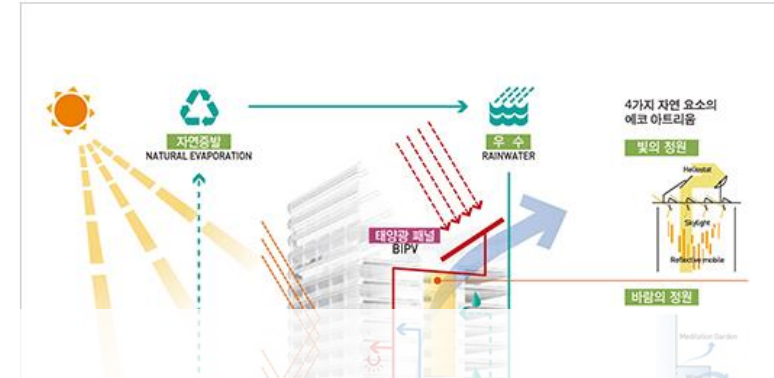 자연증발
NATURAL EVAPORATION
우 수
RAINWATER
태양광 패널
BIPV
4가지 자연 요소의
에코 아트리움
빛의 정원
Heliostat
Skylight
Reflective mobile
바람의 정원
Meditation Garden